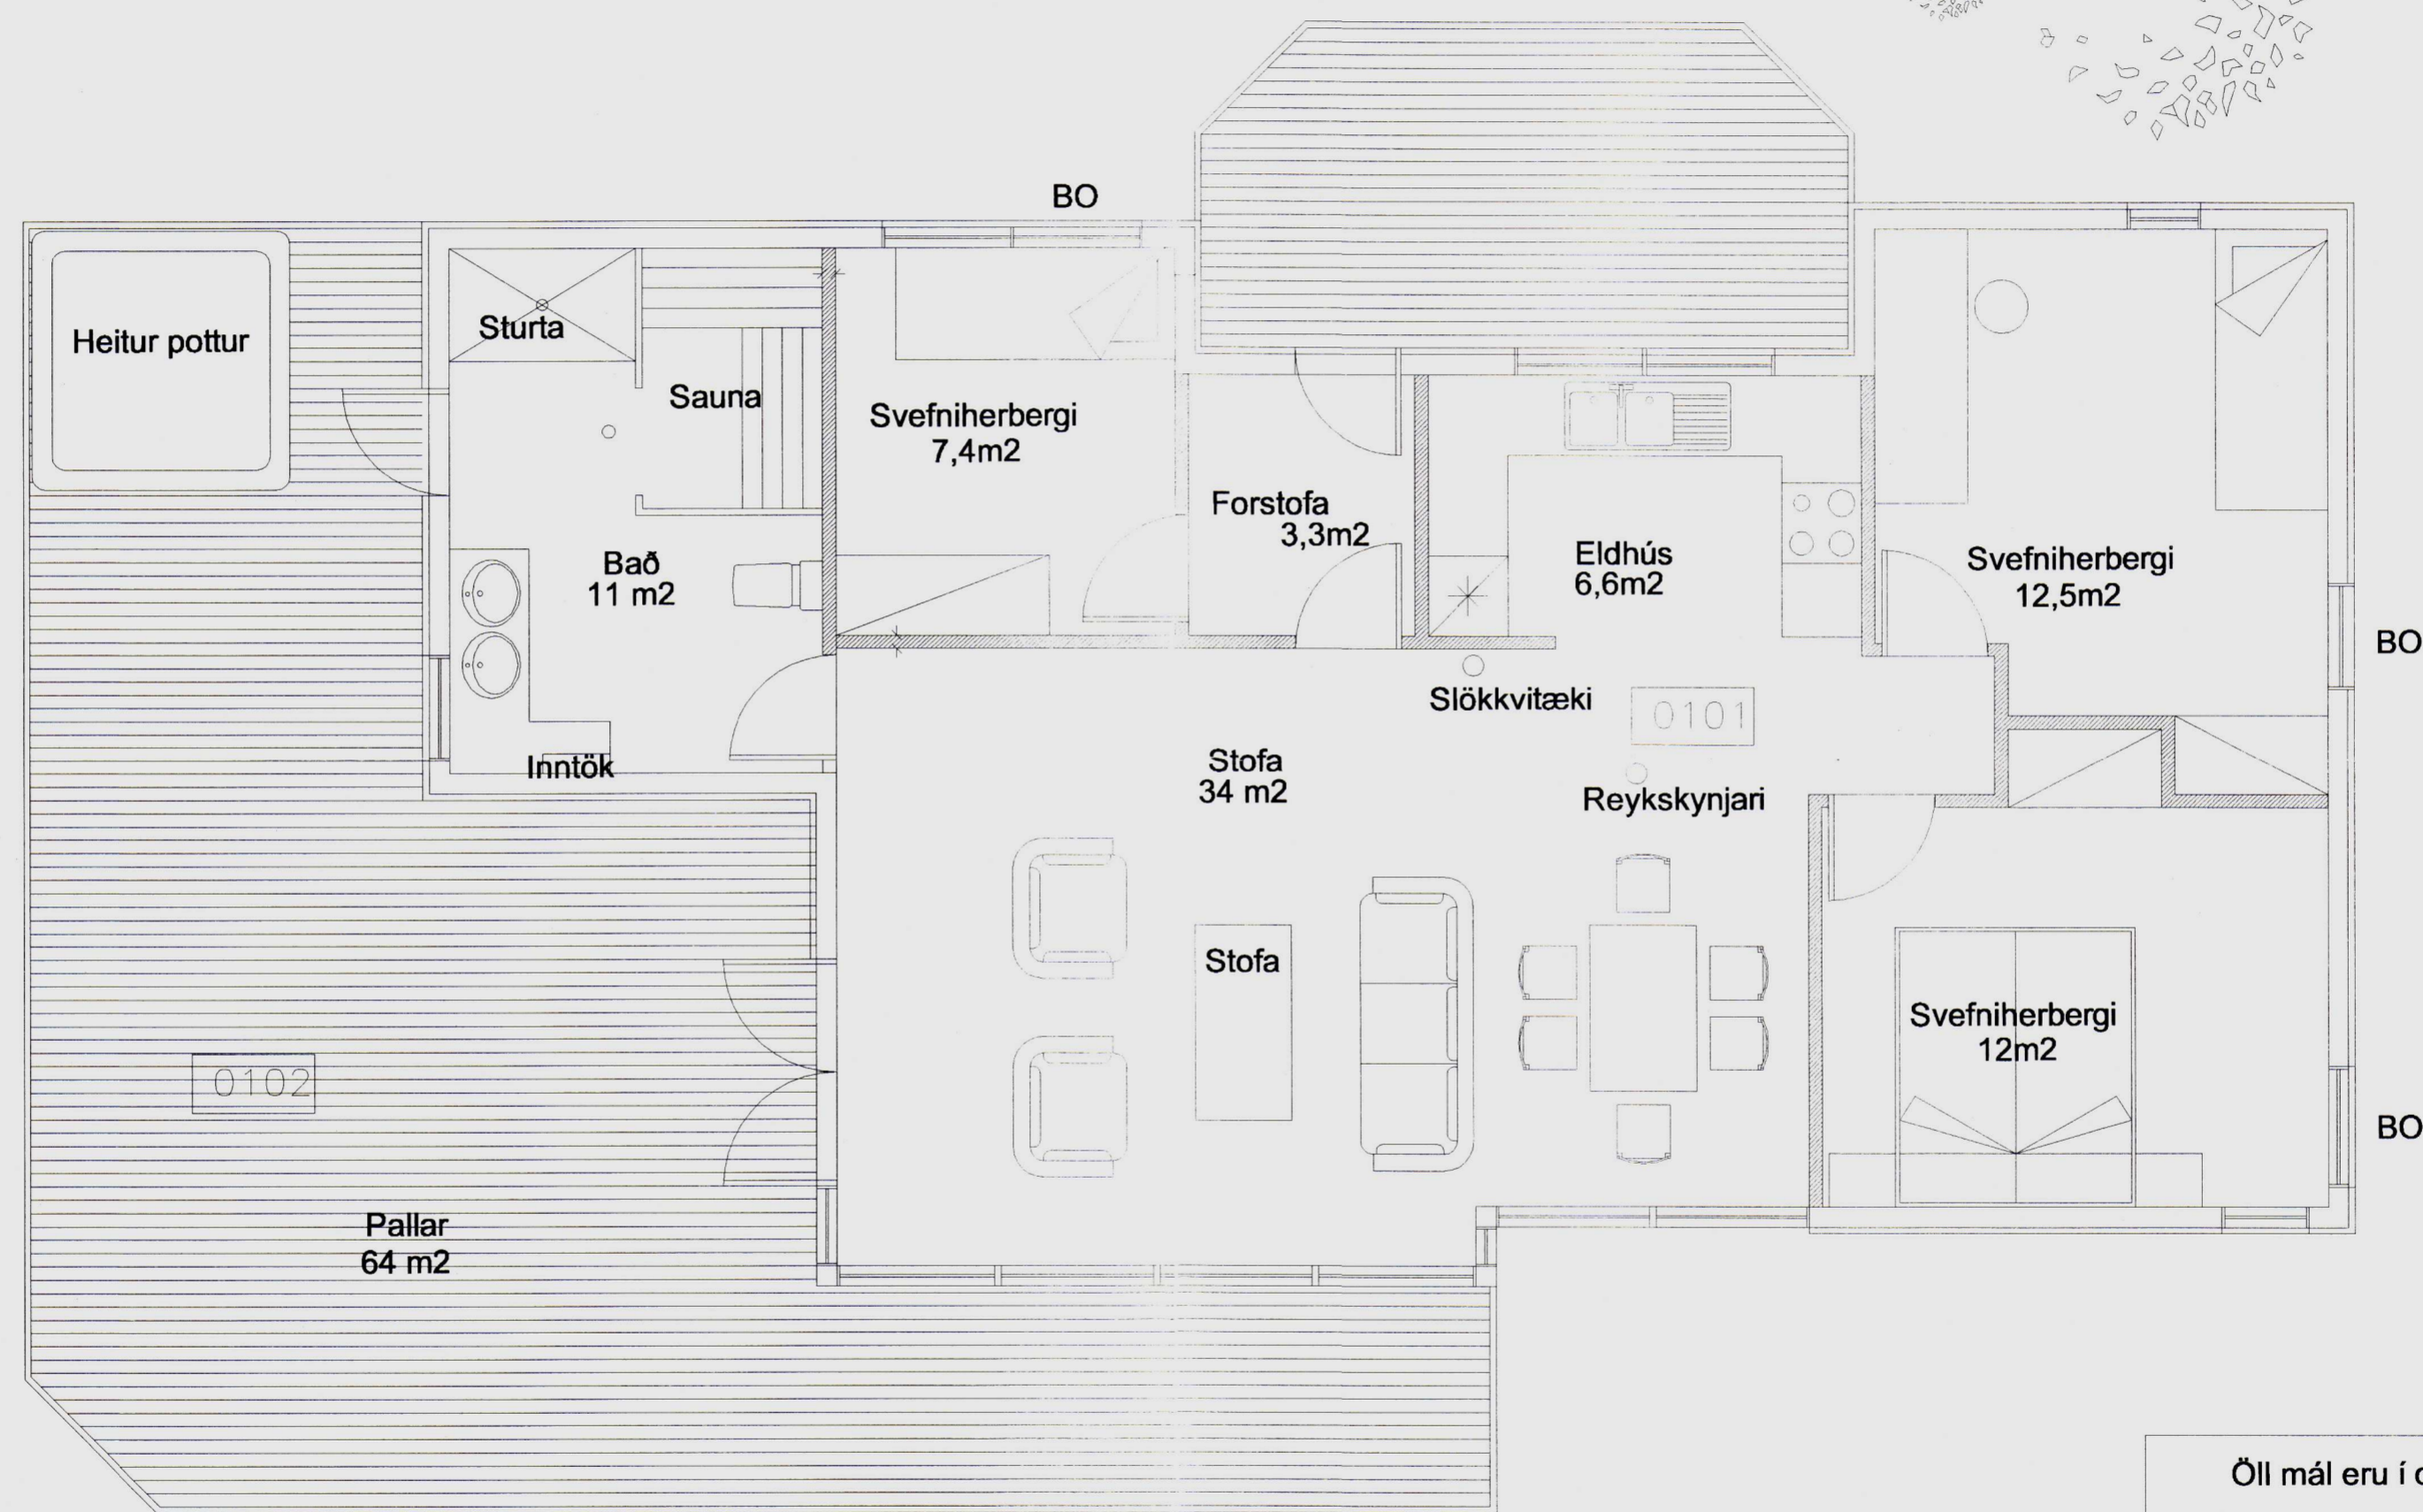 BO
Heitur pottur
Sturta
Sauna
Svefniherbergi
7,4m2
Forstofa
3,3m2
Eldhús
6,6m2
Svefniherbergi
12,5m2
Bað
11 m2
BO
Slökkvitæki
0101
Inntök
Stofa
34 m2
Reykskynjari
Stofa
Svefniherbergi
12m2
0102
BO
Pallar
64 m2
Öll mál eru í